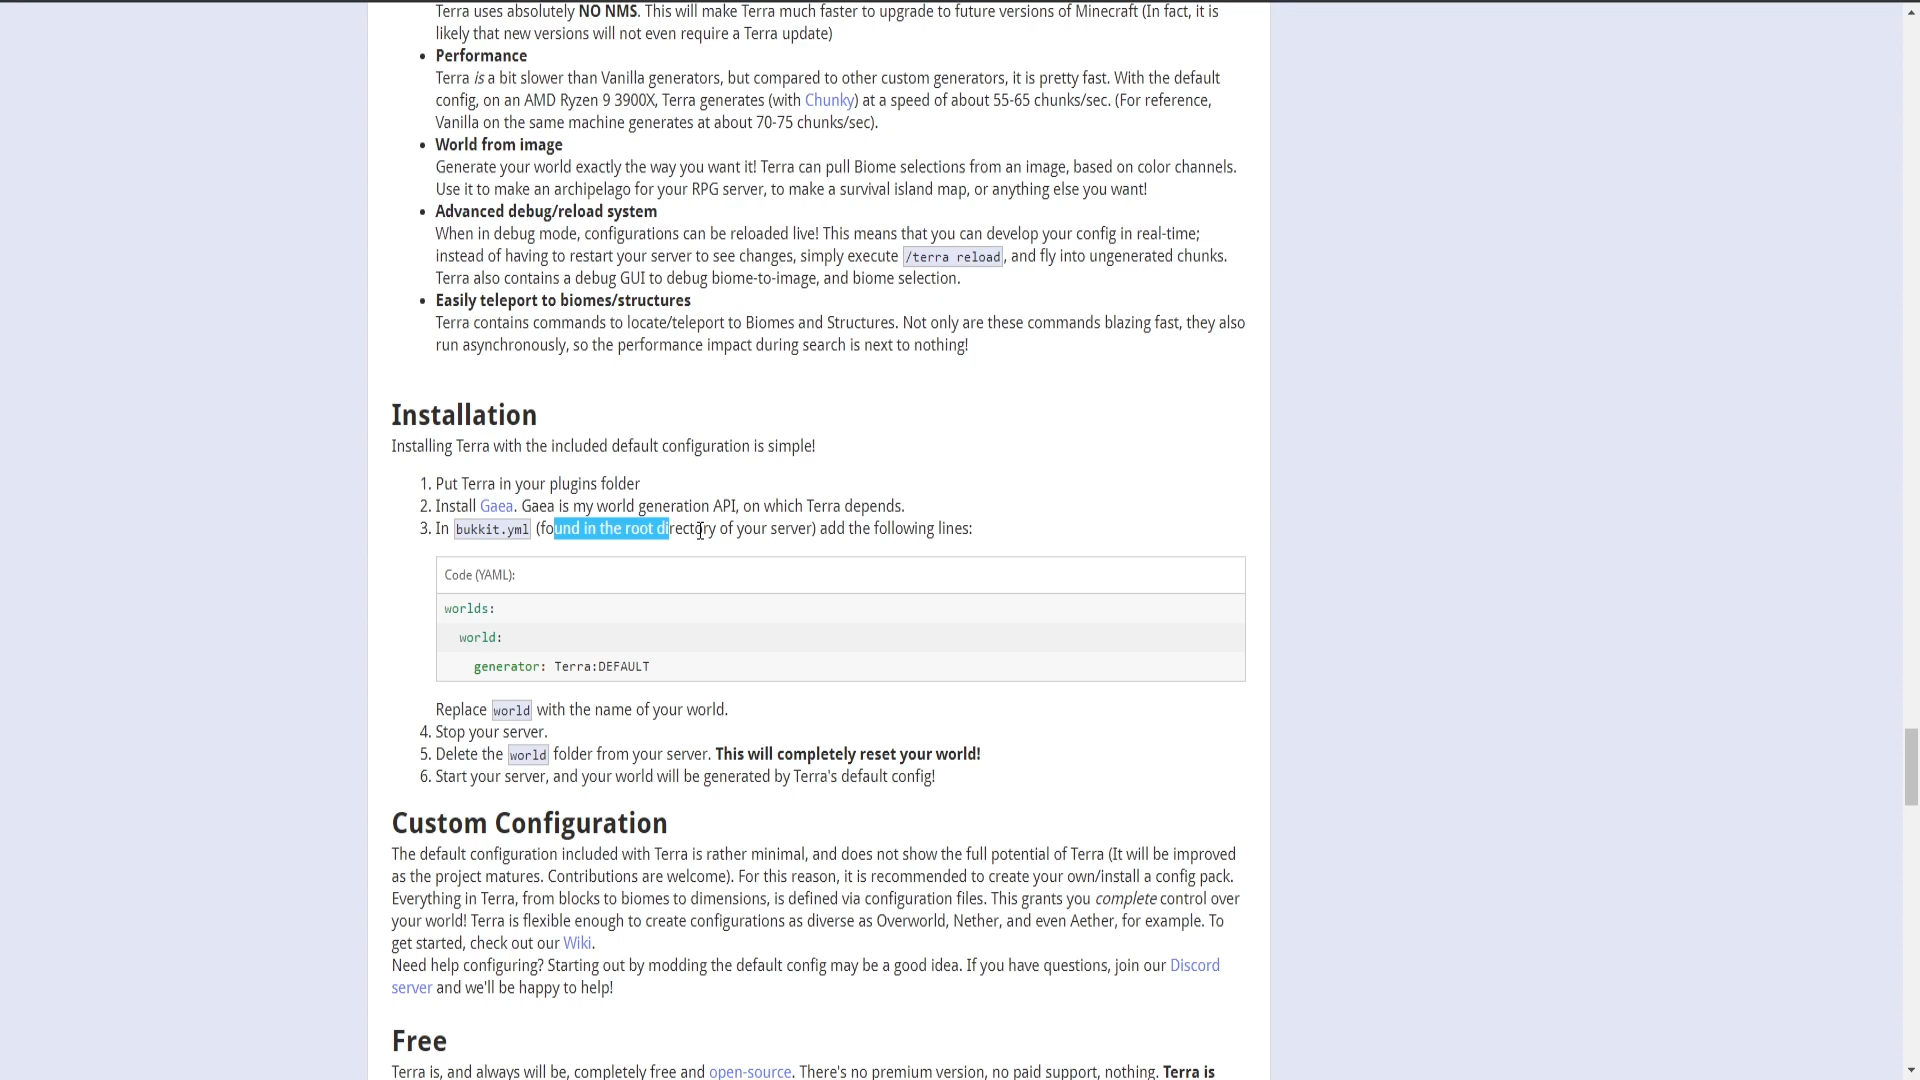 Terra uses absolutely NO NMS. This will make Terra much faster to upgrade to future versions of Minecraft (In fact, it is
likely that new versions will not even require a Terra update)
• Performance
Terra is a bit slower than Vanilla generators, but compared to other custom generators, it is pretty fast. With the default
config, on an AMD Ryzen 9 3900X, Terra generates (with Chunky) at a speed of about 55-65 chunks/sec. (For reference,
Vanilla on the same machine generates at about 70-75 chunks/sec).
• World from image
Generate your world exactly the way you want it! Terra can pull Biome selections from an image, based on color channels.
Use it to make an archipelago for your RPG server, to make a survival island map, or anything else you want!
• Advanced debug/reload system
When in debug mode, configurations can be reloaded live! This means that you can develop your config in real-time;
instead of having to restart your server to see changes, simply execute /terra reload, and fly into ungenerated chunks.
Terra also contains a debug GUI to debug biome-to-image, and biome selection.
• Easily teleport to biomes/structures
Terra contains commands to locate/teleport to Biomes and Structures. Not only are these commands blazing fast, they also
run asynchronously, so the performance impact during search is next to nothing!
Installation
Installing Terra with the included default configuration is simple!
1. Put Terra in your plugins folder
2. Install Gaea. Gaea is my world generation API, on which Terra depends.
3. In bukkit.yml (found in the root directory of your server) add the following lines:
Code (YAML):
worlds:
world:
generator: Terra:DEFAULT
Replace world with the name of your world.
4. Stop your server.
5. Delete the world folder from your server. This will completely reset your world!
6. Start your server, and your world will be generated by Terra's default config!
Custom Configuration
The default configuration included with Terra is rather minimal, and does not show the full potential of Terra (It will be improved
as the project matures. Contributions are welcome). For this reason, it is recommended to create your own/install a config pack.
Everything in Terra, from blocks to biomes to dimensions, is defined via configuration files. This grants you complete control over
your world! Terra is flexible enough to create configurations as diverse as Overworld, Nether, and even Aether, for example. To
get started, check out our Wiki.
Need help configuring? Starting out by modding the default config may be a good idea. If you have questions, join our Discord
server and we'll be happy to help!
Free
Terra is, and always will be, completely free and open-source. There's no premium version, no paid support, nothing. Terra is